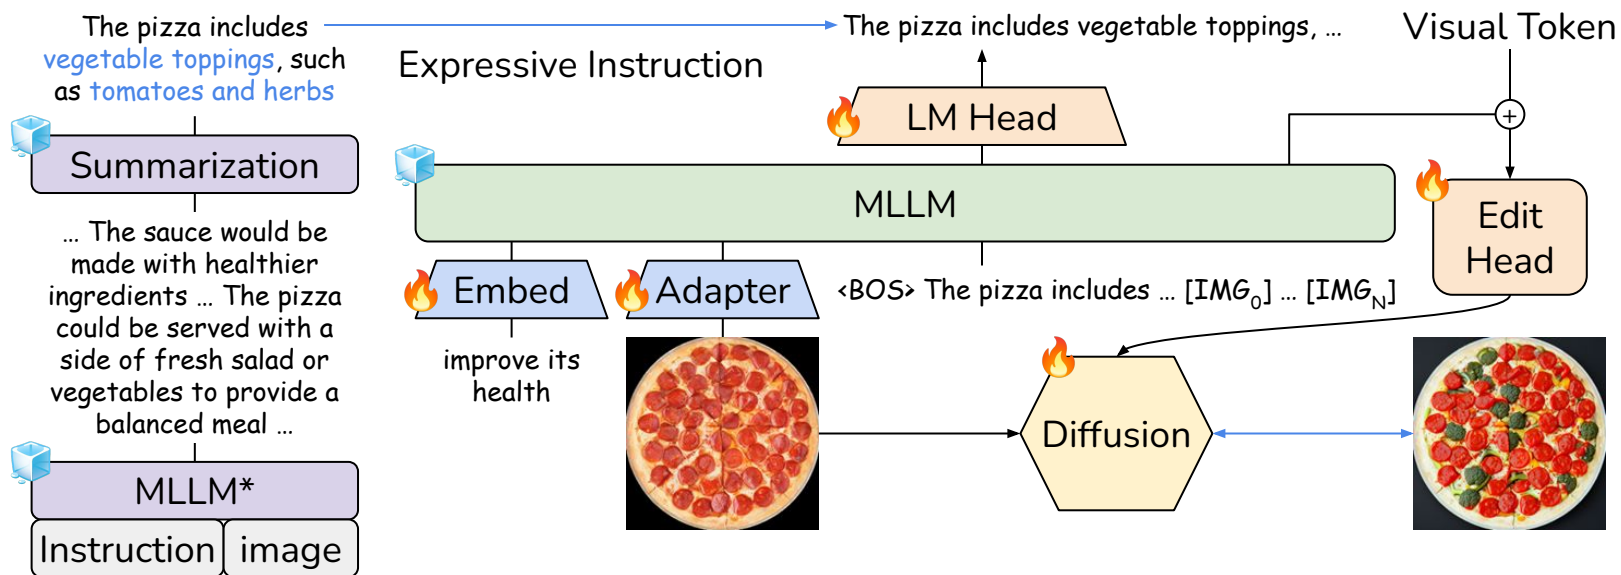 The pizza includes
vegetable toppings, such
as tomatoes and herbs
Summarization
... The sauce would be
made with healthier
ingredients ... The pizza
could be served with a
side of fresh salad or
vegetables to provide a
balanced meal ...
MLLM*
Instruction
image
Expressive Instruction
The pizza includes vegetable toppings, ...
LM Head
MLLM
Embed
Adapter
<BOS> The pizza includes ... [IMG_0] ... [IMG_N]
improve its
health
Visual Token
+
Edit
Head
Diffusion